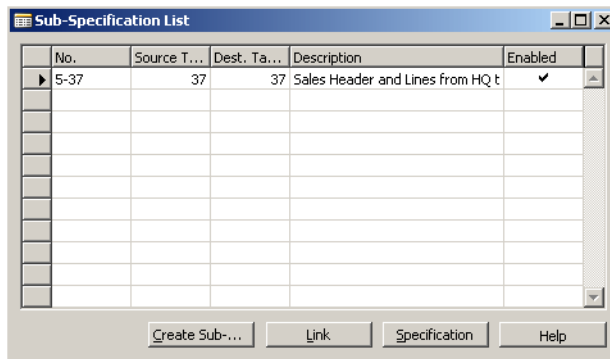 Sub-Specification List
No. Source T... Dest. Ta... Description Enabled
5-37 37 37 Sales Header and Lines from HQ t
Create Sub-... Link Specification Help